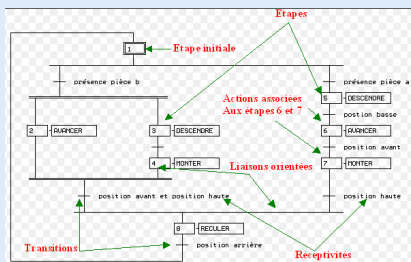 Etapes
1
Etape initiale
présence pièce b
présence pièce a
5 DESCENDRE
Actions associées
Aux étapes 6 et 7
postion basse
2 AVANCER
3 DESCENDRE
6 AVANCER
position avant
4 MONTER
7 MONTER
Liaisons orientées
position avant et position haute
position haute
8 RECULER
Transitions
position arrière
Réceptivités